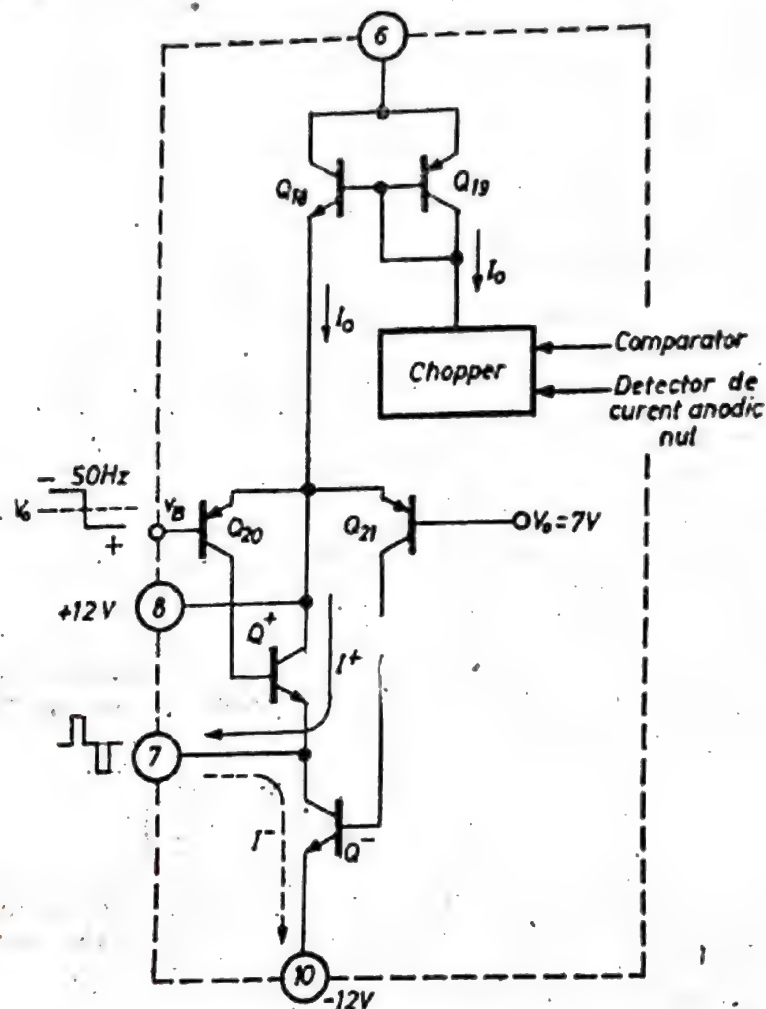 6
Q18
Q19
I0
I0
Chopper
Comparator
Detector de
curent anodic
nul
- 50Hz
V0
+
vB
Q20
Q21
V0 = 7V
+12V
8
Q+
I+
7
I-
Q-
10
-12V